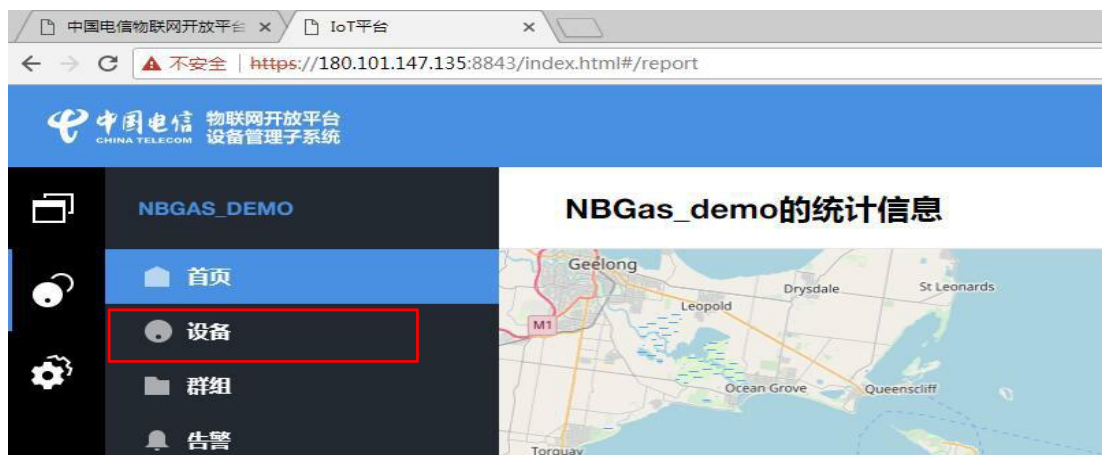 中国电信物联网开放平台
IoT平台
不安全 | https://180.101.147.135:8843/index.html#/report
中国电信 物联网开放平台
CHINA TELECOM 设备管理子系统
NBGAS_DEMO
NBGas_demo的统计信息
首页
设备
群组
告警
Geelong
Drysdale
St Leonards
Leopold
M1
Ocean Grove
Queenscliff
Torquay